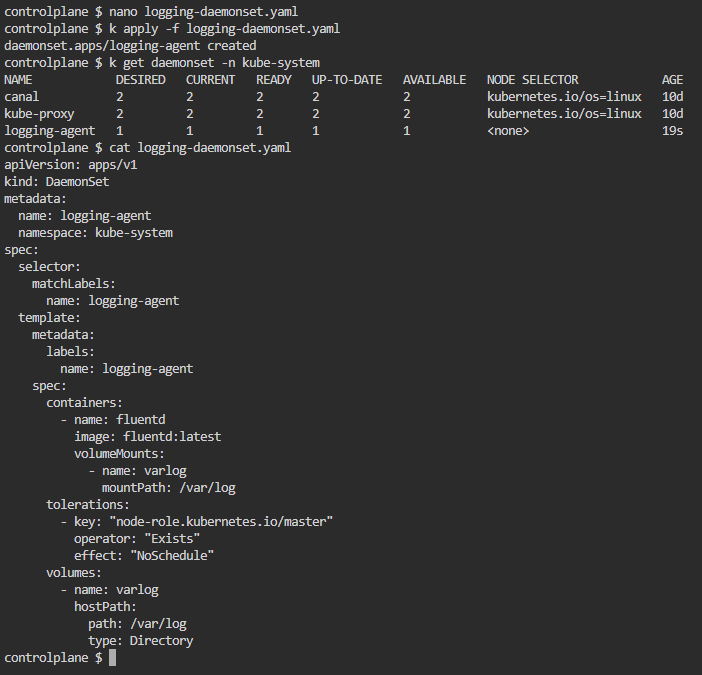 controlplane $ nano logging-daemonset.yaml
controlplane $ k apply -f logging-daemonset.yaml
daemonset.apps/logging-agent created
controlplane $ k get daemonset -n kube-system
NAME            DESIRED   CURRENT   READY   UP-TO-DATE   AVAILABLE   NODE SELECTOR            AGE
canal           2         2         2       2            2           kubernetes.io/os=linux   10d
kube-proxy      2         2         2       2            2           kubernetes.io/os=linux   10d
logging-agent   1         1         1       1            1           <none>                   19s
controlplane $ cat logging-daemonset.yaml
apiVersion: apps/v1
kind: DaemonSet
metadata:
  name: logging-agent
  namespace: kube-system
spec:
  selector:
    matchLabels:
      name: logging-agent
  template:
    metadata:
      labels:
        name: logging-agent
    spec:
      containers:
        - name: fluentd
          image: fluentd:latest
          volumeMounts:
            - name: varlog
              mountPath: /var/log
      tolerations:
        - key: "node-role.kubernetes.io/master"
          operator: "Exists"
          effect: "NoSchedule"
      volumes:
        - name: varlog
          hostPath:
            path: /var/log
            type: Directory
controlplane $